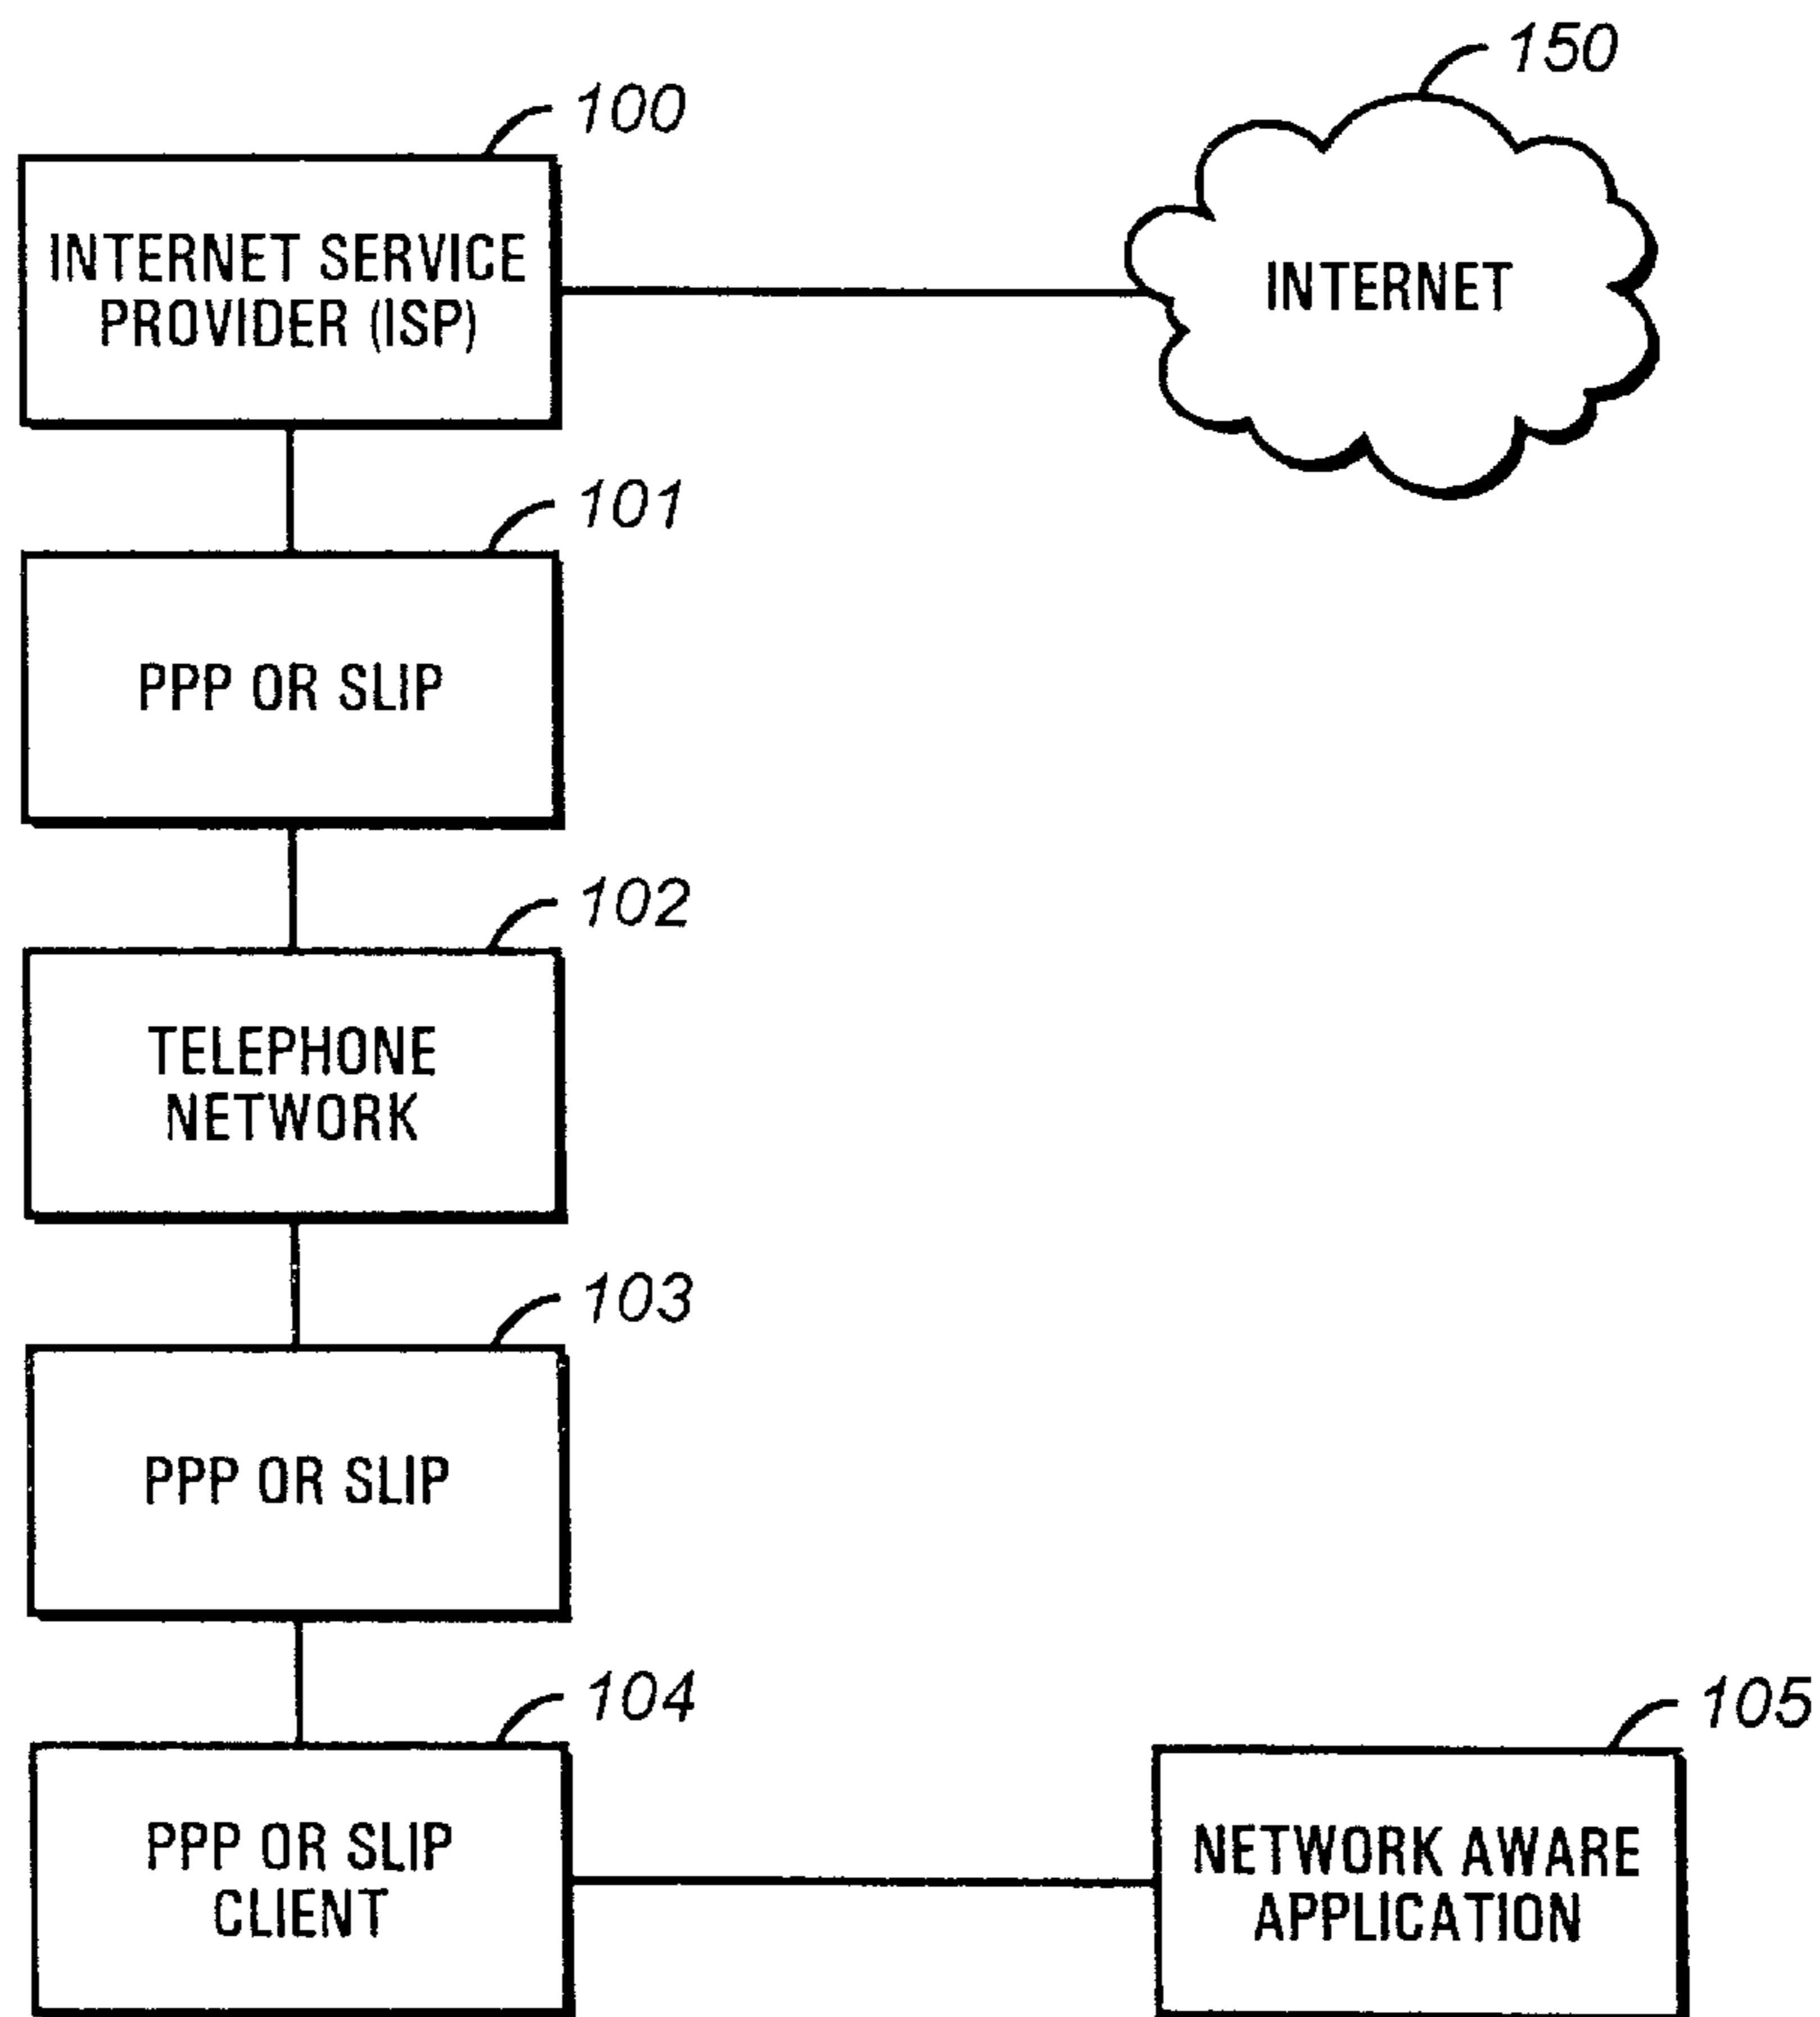 150
100
INTERNET SERVICE
PROVIDER (ISP)
INTERNET
101
PPP OR SLIP
102
TELEPHONE
NETWORK
103
PPP OR SLIP
104
105
PPP OR SLIP
CLIENT
NETWORK AWARE
APPLICATION